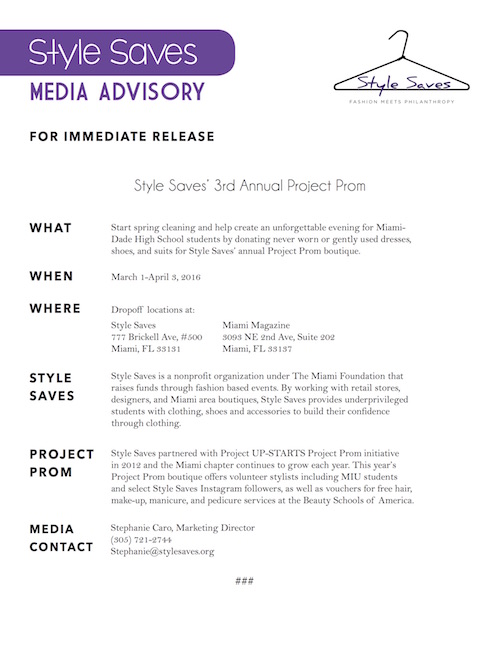 Style Saves
MEDIA ADVISORY
Style Saves
FASHION MEETS PHILANTHROPY
FOR IMMEDIATE RELEASE
Style Saves' 3rd Annual Project Prom
WHAT
Start spring cleaning and help create an unforgettable evening for Miami-
Dade High School students by donating never worn or gently used dresses,
shoes, and suits for Style Saves' annual Project Prom boutique.
WHEN
March 1-April 3, 2016
WHERE
Dropoff locations at:
Style Saves
777 Brickell Ave, #500
Miami, FL 33131
Miami Magazine
3093 NE 2nd Ave, Suite 202
Miami, FL 33137
STYLE
SAVES
Style Saves is a nonprofit organization under The Miami Foundation that
raises funds through fashion based events. By working with retail stores,
designers, and Miami area boutiques, Style Saves provides underprivileged
students with clothing, shoes and accessories to build their confidence
through clothing.
PROJECT
PROM
Style Saves partnered with Project UP-STARTS Project Prom initiative
in 2012 and the Miami chapter continues to grow each year. This year's
Project Prom boutique offers volunteer stylists including MIU students
and select Style Saves Instagram followers, as well as vouchers for free hair,
make-up, manicure, and pedicure services at the Beauty Schools of America.
MEDIA
CONTACT
Stephanie Caro, Marketing Director
(305) 721-2744
Stephanie@stylesaves.org
###